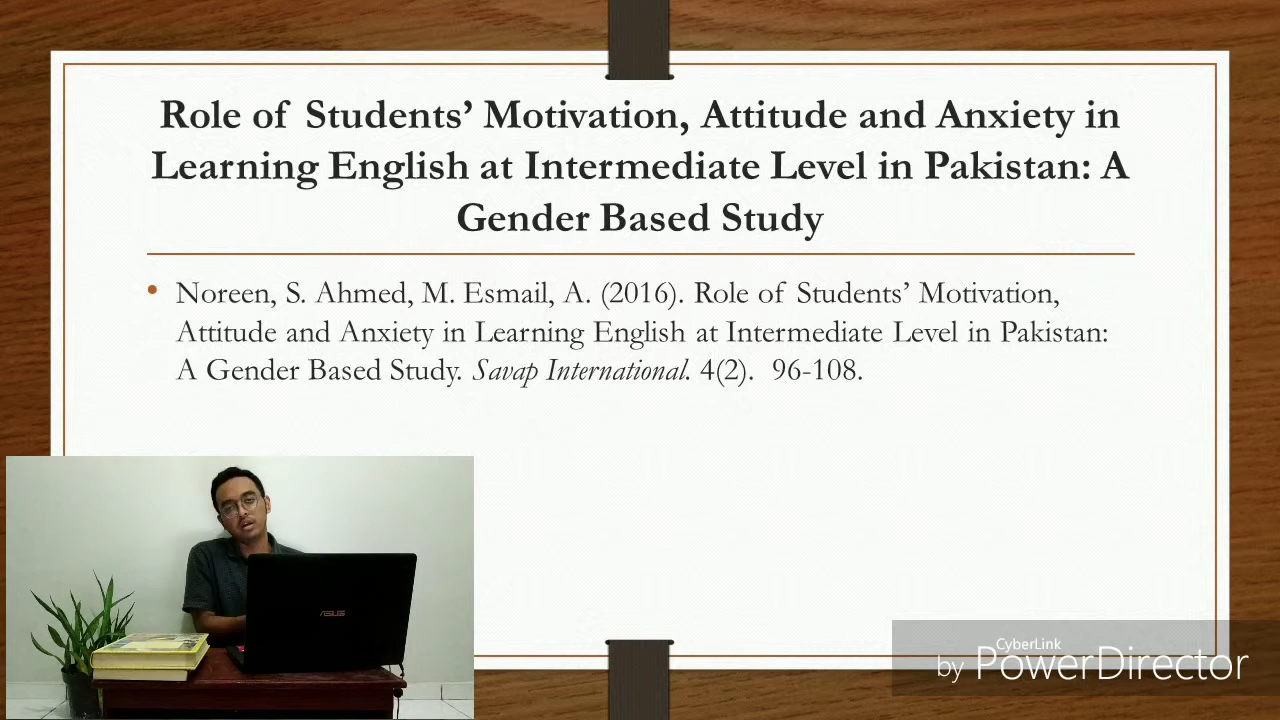 Role of Students’ Motivation, Attitude and Anxiety in
Learning English at Intermediate Level in Pakistan: A
Gender Based Study
• Noreen, S. Ahmed, M. Esmail, A. (2016). Role of Students’ Motivation,
Attitude and Anxiety in Learning English at Intermediate Level in Pakistan:
A Gender Based Study. Savap International. 4(2). 96-108.
ASUS
CyberLink
by PowerDirector